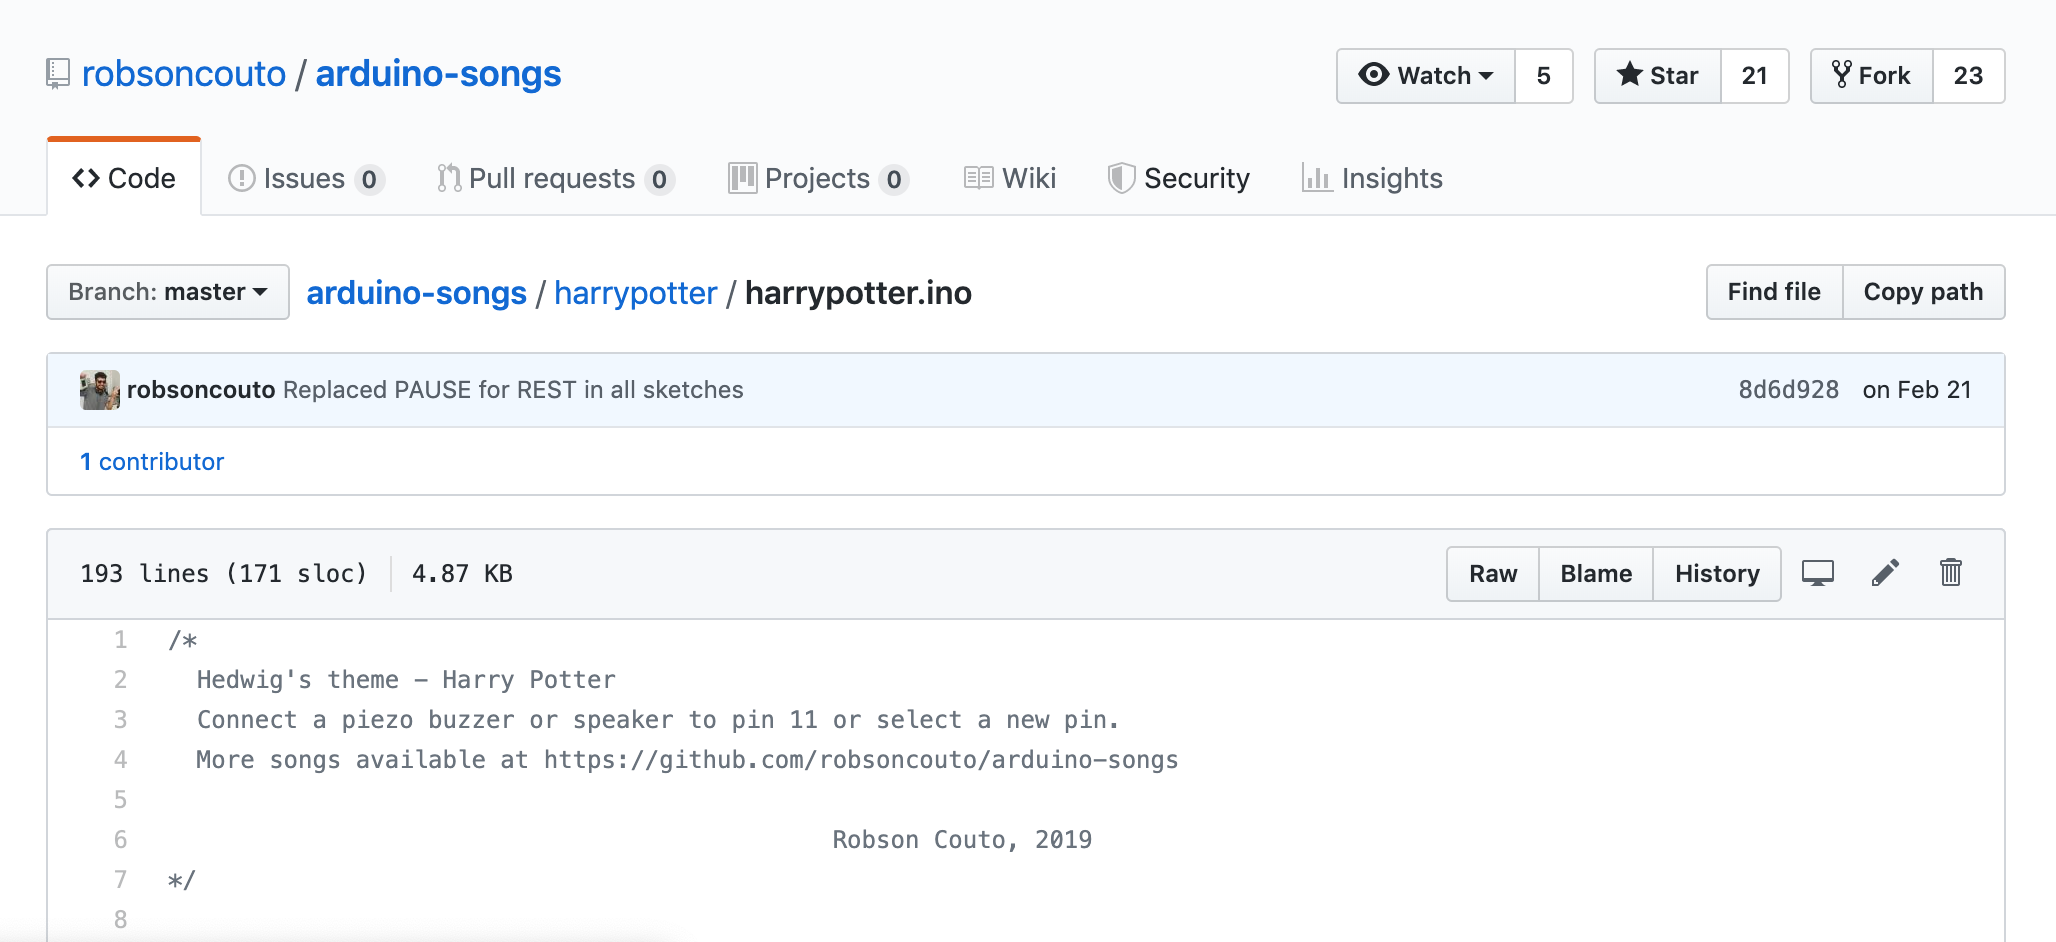 robsoncouto / arduino-songs
Watch 5 Star 21 Fork 23
Code Issues 0 Pull requests 0 Projects 0 Wiki Security Insights
Branch: master arduino-songs / harrypotter / harrypotter.ino Find file Copy path
robsoncouto Replaced PAUSE for REST in all sketches 8d6d928 on Feb 21
1 contributor
193 lines (171 sloc) 4.87 KB Raw Blame History
1 /*
2 Hedwig's theme - Harry Potter
3 Connect a piezo buzzer or speaker to pin 11 or select a new pin.
4 More songs available at https://github.com/robsoncouto/arduino-songs
5
6 Robson Couto, 2019
7 */
8